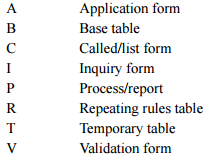 A Application form
B Base table
C Called/list form
I Inquiry form
P Process/report
R Repeating rules table
T Temporary table
V Validation form